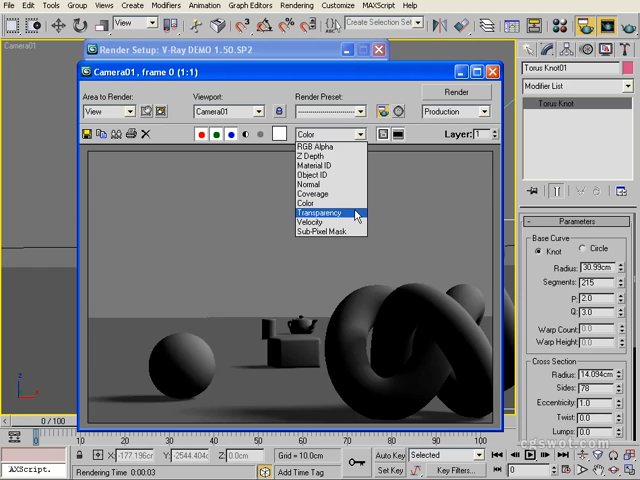 File Edit Tools Group Views Create Modifiers Animation Graph Editors Rendering Customize MAXScript Help
View
Create Selection Set
Camera01
Render Setup: V-Ray DEMO 1.50.SP2
Camera01, frame 0 (1:1)
Area to Render:
View
Viewport:
Camera01
Render Preset:
Render
Production
Color
Layer: 1
RGB Alpha
Z Depth
Material ID
Object ID
Normal
Coverage
Color
Transparency
Velocity
Sub-Pixel Mask
Torus Knot01
Modifier List
Torus Knot
Parameters
Base Curve
Knot
Circle
Radius: 30.99cm
Segments: 215
P: 2.0
Q: 3.0
Warp Count: 0.0
Warp Height: 0.0
Cross Section
Radius: 14.094cm
Sides: 78
Eccentricity: 1.0
Twist: 0.0
Lumps: 0.0
cgswot.com
z
x
0 / 100
0 10 20 30 40 50 60 70 80 90 100
X: -177.196cm
Y: -2544.404c
Z: 0.0cm
Grid = 10.0cm
Auto Key
Selected
AXScript.
Rendering Time 0:00:03
Add Time Tag
Set Key
Key Filters...
0